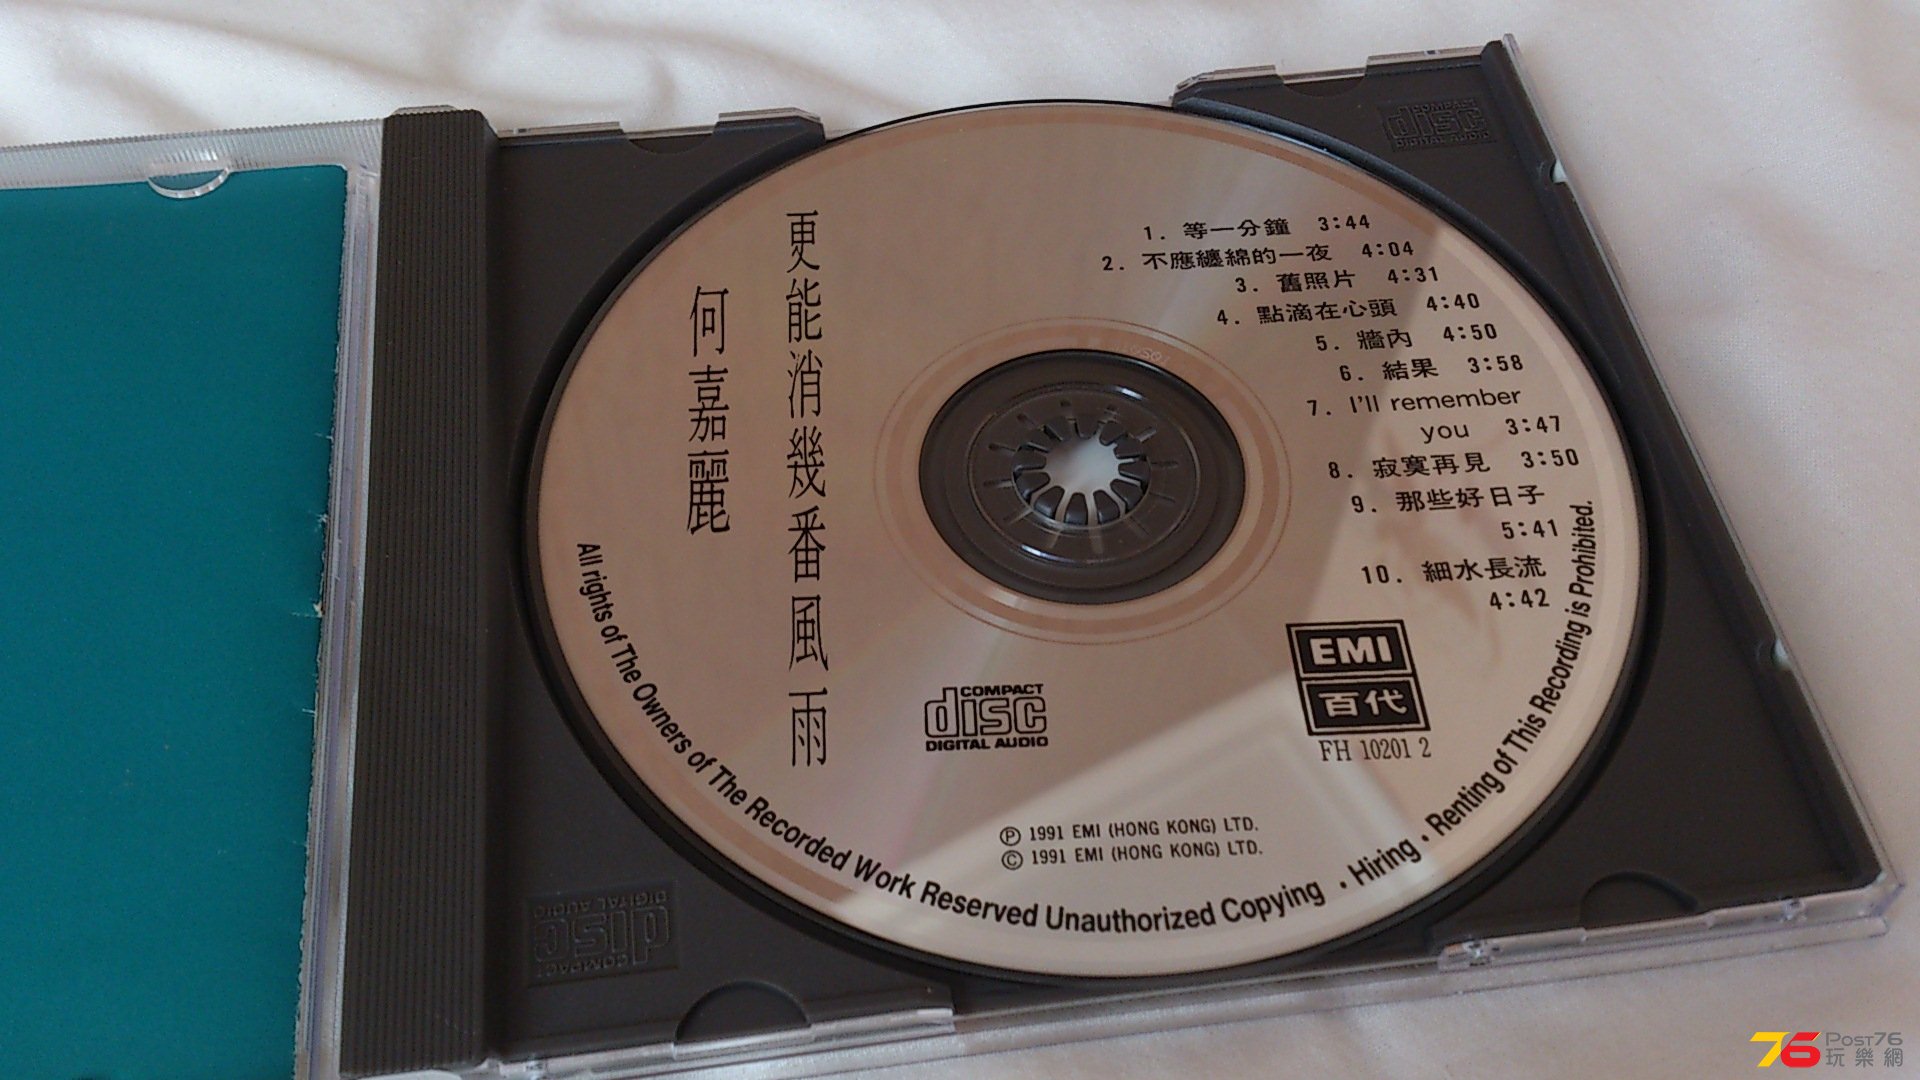 更能消幾番風雨
何嘉麗
1. 等一分鐘 3:44
2. 不應纏綿的一夜 4:04
3. 舊照片 4:31
4. 點滴在心頭 4:40
5. 牆內 4:50
6. 結果 3:58
7. I'll remember
you 3:47
8. 寂寞再見 3:50
9. 那些好日子
5:41
10. 細水長流
4:42
EMI
百代
FH 10201 2
COMPACT
disc
DIGITAL AUDIO
Ⓟ 1991 EMI (HONG KONG) LTD.
© 1991 EMI (HONG KONG) LTD.
All rights of The Owners of The Recorded Work Reserved Unauthorized Copying · Hiring · Renting of This Recording is Prohibited.
COMPACT
disc
DIGITAL AUDIO
COMPACT
disc
DIGITAL AUDIO
76 Post76
玩樂網